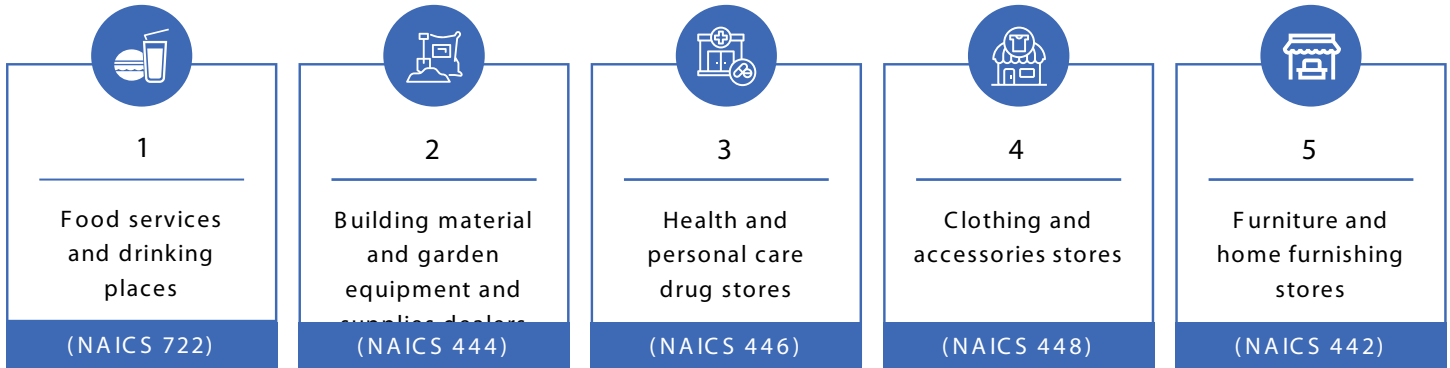 1
Food services
and drinking
places
(NAICS 722)
2
Building material
and garden
equipment and
supplies dealers
(NAICS 444)
3
Health and
personal care
drug stores
(NAICS 446)
4
Clothing and
accessories stores
(NAICS 448)
5
Furniture and
home furnishing
stores
(NAICS 442)